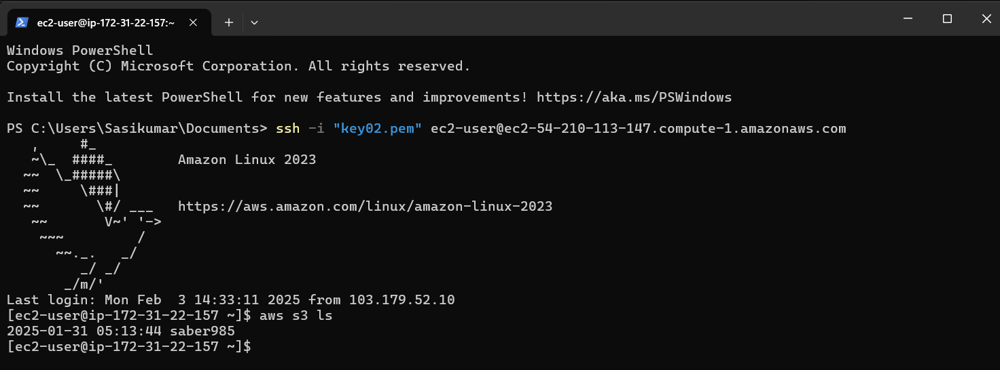 ec2-user@ip-172-31-22-157:~
Windows PowerShell
Copyright (C) Microsoft Corporation. All rights reserved.
Install the latest PowerShell for new features and improvements! https://aka.ms/PSWindows
PS C:\Users\Sasikumar\Documents> ssh -i "key02.pem" ec2-user@ec2-54-210-113-147.compute-1.amazonaws.com
   ,     #_
   ~\_  ####_        Amazon Linux 2023
  ~~  \_#####\
  ~~     \###|
  ~~       \#/ ___   https://aws.amazon.com/linux/amazon-linux-2023
   ~~       V~' '->
    ~~~         /
      ~~._.   _/
         _/ _/
       _/m/'
Last login: Mon Feb  3 14:33:11 2025 from 103.179.52.10
[ec2-user@ip-172-31-22-157 ~]$ aws s3 ls
2025-01-31 05:13:44 saber985
[ec2-user@ip-172-31-22-157 ~]$